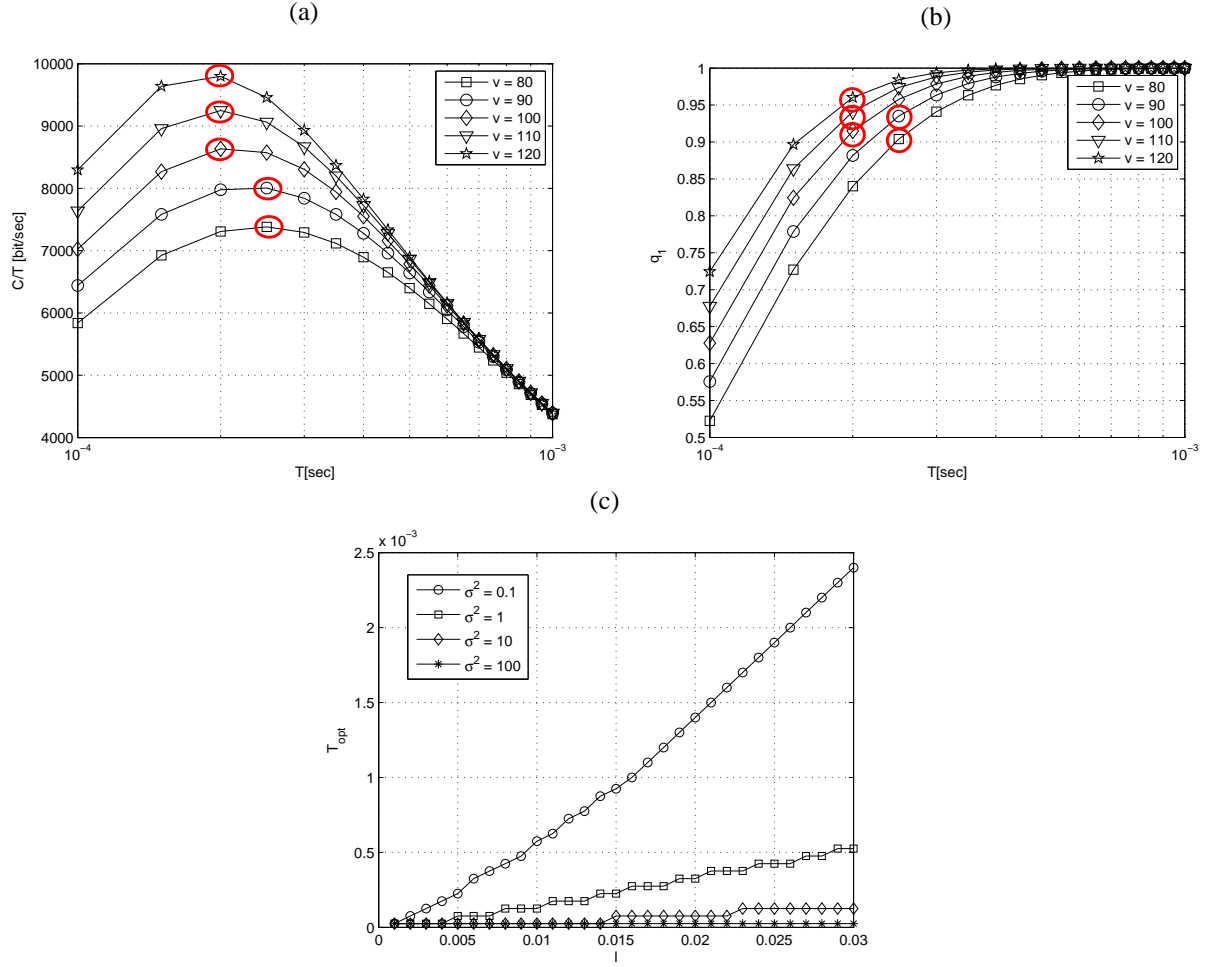 (a)
10000
9000
8000
7000
6000
5000
4000
C/T [bit/sec]
10⁻⁴
10⁻³
T[sec]
v = 80
v = 90
v = 100
v = 110
v = 120
(b)
1
0.95
0.9
0.85
0.8
0.75
0.7
0.65
0.6
0.55
0.5
q₁
10⁻⁴
10⁻³
T[sec]
v = 80
v = 90
v = 100
v = 110
v = 120
(c)
x 10⁻³
2.5
2
1.5
1
0.5
0
T_opt
0
0.005
0.01
0.015
0.02
0.025
0.03
l
σ² = 0.1
σ² = 1
σ² = 10
σ² = 100